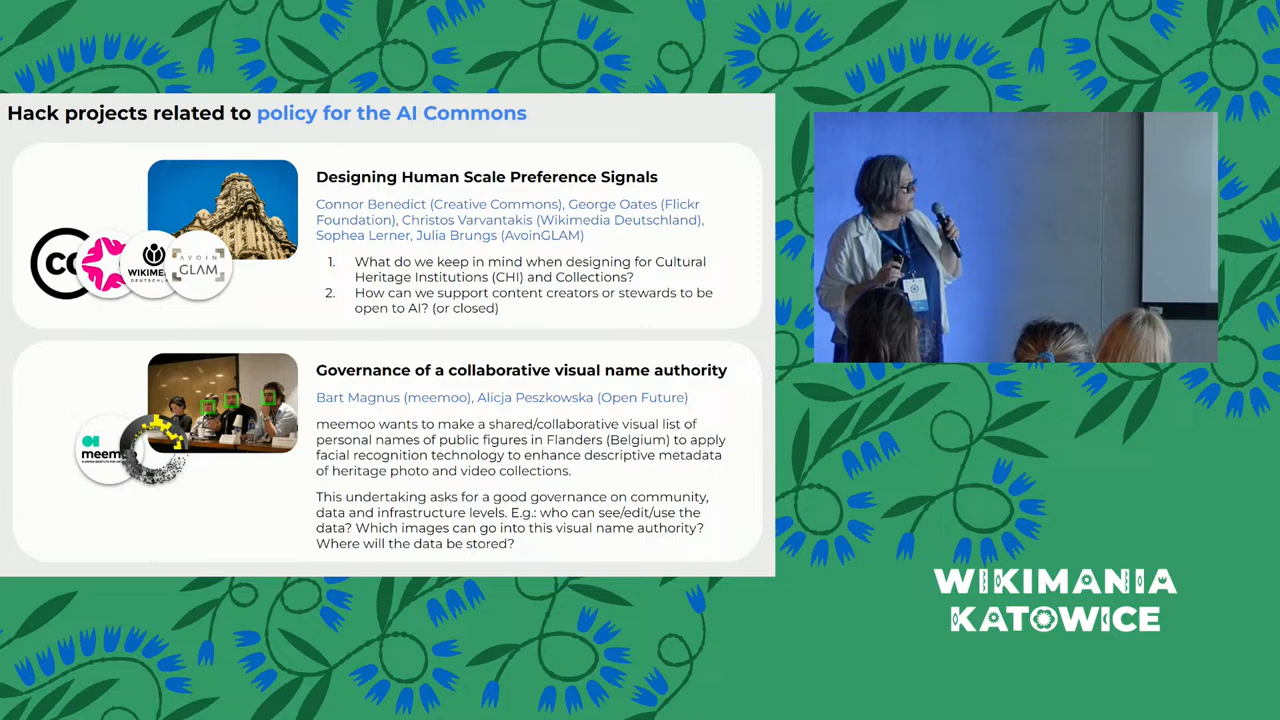 Hack projects related to policy for the AI Commons
Designing Human Scale Preference Signals
Connor Benedict (Creative Commons), George Oates (Flickr
Foundation), Christos Varvantakis (Wikimedia Deutschland),
Sophea Lerner, Julia Brungs (AvoinGLAM)
1. What do we keep in mind when designing for Cultural
Heritage Institutions (CHI) and Collections?
2. How can we support content creators or stewards to be
open to AI? (or closed)
cc
WIKIME
DEUTSCHLA
AVOIN
GLAM
Governance of a collaborative visual name authority
Bart Magnus (meemoo), Alicja Peszkowska (Open Future)
meemoo wants to make a shared/collaborative visual list of
personal names of public figures in Flanders (Belgium) to apply
facial recognition technology to enhance descriptive metadata
of heritage photo and video collections.
This undertaking asks for a good governance on community,
data and infrastructure levels. E.g.: who can see/edit/use the
data? Which images can go into this visual name authority?
Where will the data be stored?
meem
WIKIMANIA
KATOWICE